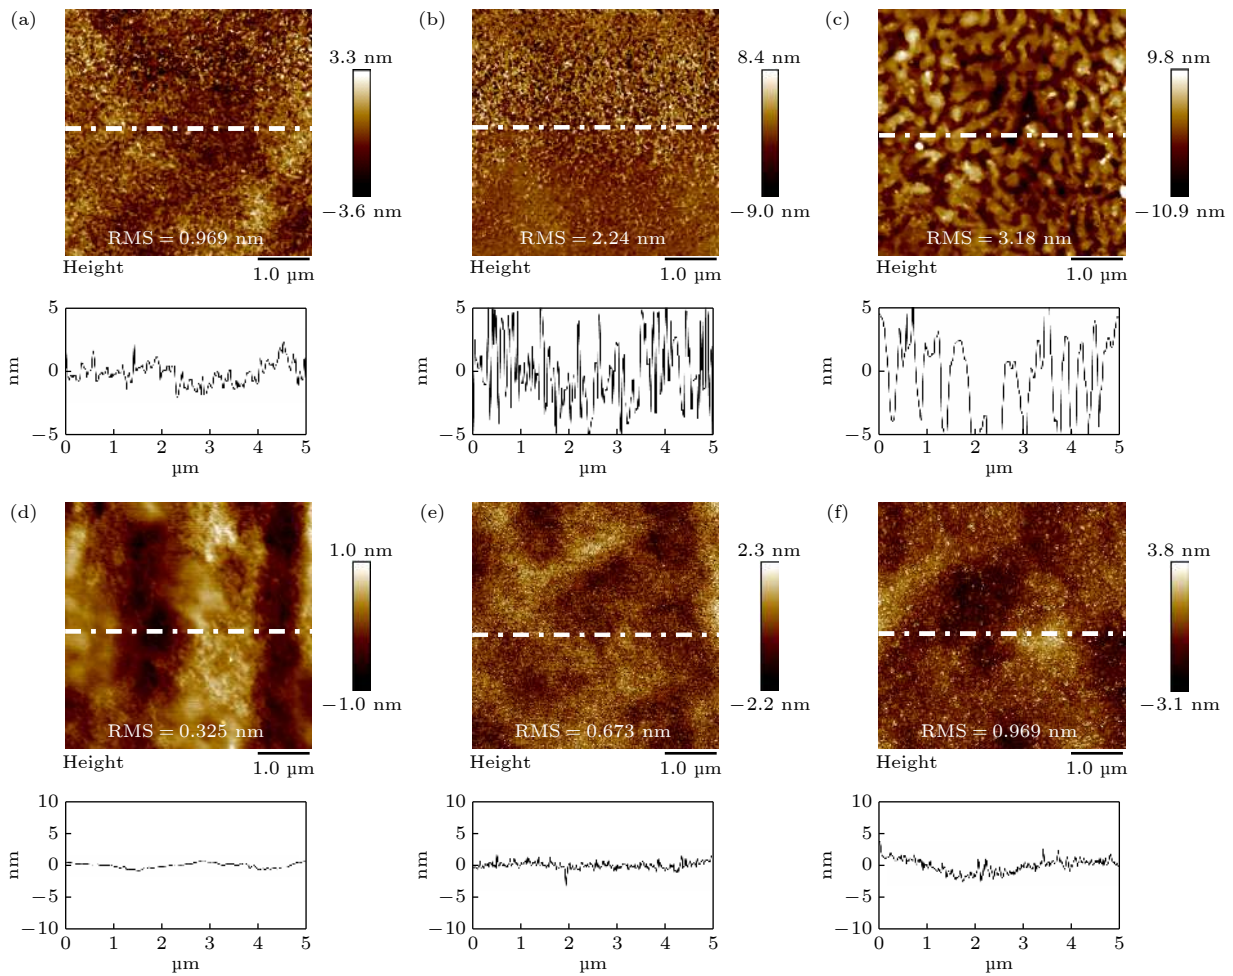 (a)
3.3 nm
−3.6 nm
RMS = 0.969 nm
Height
1.0 µm
(b)
8.4 nm
−9.0 nm
RMS = 2.24 nm
Height
1.0 µm
(c)
9.8 nm
−10.9 nm
RMS = 3.18 nm
Height
1.0 µm
5
0
−5
nm
0 1 2 3 4 5
µm
5
0
−5
nm
0 1 2 3 4 5
µm
5
0
−5
nm
0 1 2 3 4 5
µm
(d)
1.0 nm
−1.0 nm
RMS = 0.325 nm
Height
1.0 µm
(e)
2.3 nm
−2.2 nm
RMS = 0.673 nm
Height
1.0 µm
(f)
3.8 nm
−3.1 nm
RMS = 0.969 nm
Height
1.0 µm
10
5
0
−5
−10
nm
0 1 2 3 4 5
µm
10
5
0
−5
−10
nm
0 1 2 3 4 5
µm
10
5
0
−5
−10
nm
0 1 2 3 4 5
µm